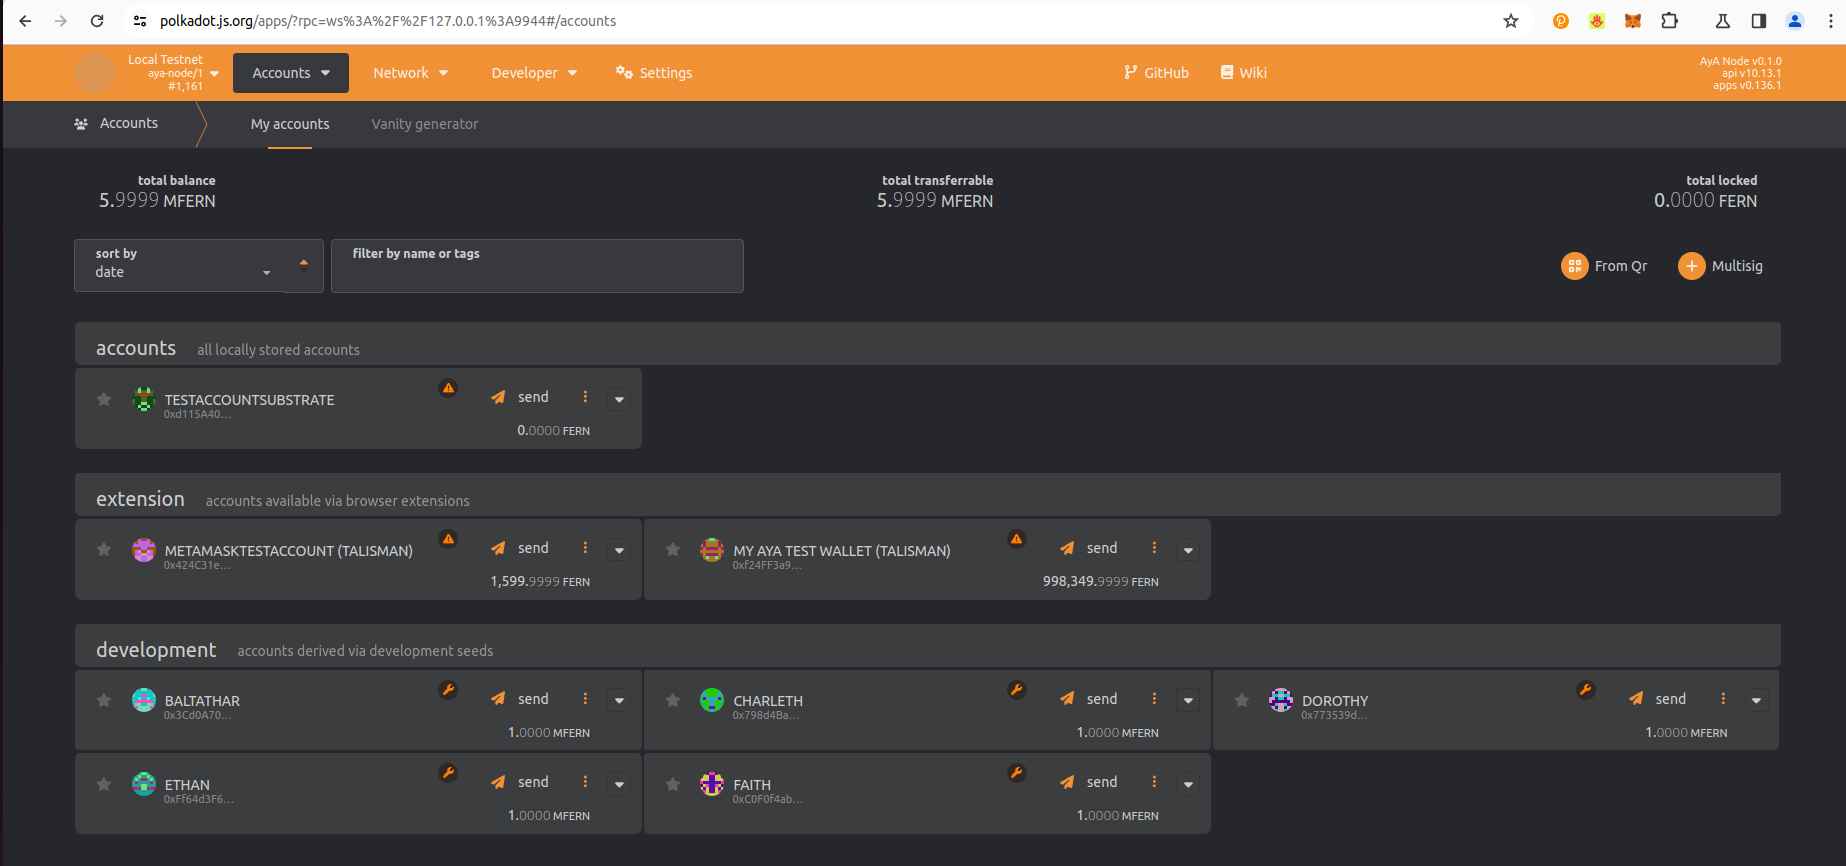 polkadot.js.org/apps/?rpc=ws%3A%2F%2F127.0.0.1%3A9944#/accounts
Local Testnet
aya-node/1
#1,161
Accounts
Network
Developer
Settings
GitHub
Wiki
AyA Node v0.1.0
api v10.13.1
apps v0.136.1
Accounts
My accounts
Vanity generator
total balance
5.9999 MFERN
total transferrable
5.9999 MFERN
total locked
0.0000 FERN
sort by
date
filter by name or tags
From Qr
Multisig
accounts all locally stored accounts
TESTACCOUNTSUBSTRATE
0xd115A40...
send
0.0000 FERN
extension accounts available via browser extensions
METAMASKTESTACCOUNT (TALISMAN)
0x424C31e...
send
1,599.9999 FERN
MY AYA TEST WALLET (TALISMAN)
0xf24FF3a9...
send
998,349.9999 FERN
development accounts derived via development seeds
BALTATHAR
0x3Cd0A70...
send
1.0000 MFERN
CHARLETH
0x798d4Ba...
send
1.0000 MFERN
DOROTHY
0x773539d...
send
1.0000 MFERN
ETHAN
0xFf64d3F6...
send
1.0000 MFERN
FAITH
0xC0F0f4ab...
send
1.0000 MFERN